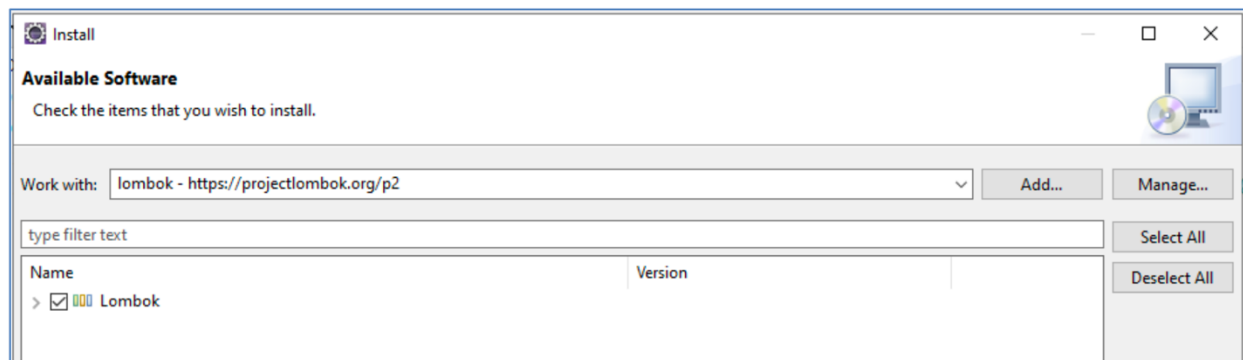 Install
Available Software
Check the items that you wish to install.
Work with: lombok - https://projectlombok.org/p2 Add... Manage...
type filter text Select All
Name Version Deselect All
Lombok